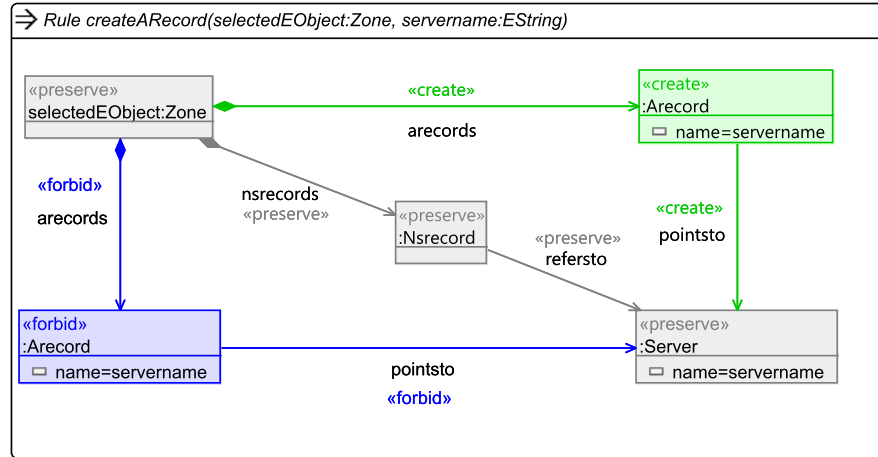 Rule createARecord(selectedEObject:Zone, servername:EString)
«preserve»
selectedEObject:Zone
«create»
arecords
«create»
:Arecord
name=servername
«forbid»
arecords
nsrecords
«preserve»
«preserve»
:Nsrecord
«preserve»
refersto
«create»
pointsto
«forbid»
:Arecord
name=servername
pointsto
«forbid»
«preserve»
:Server
name=servername